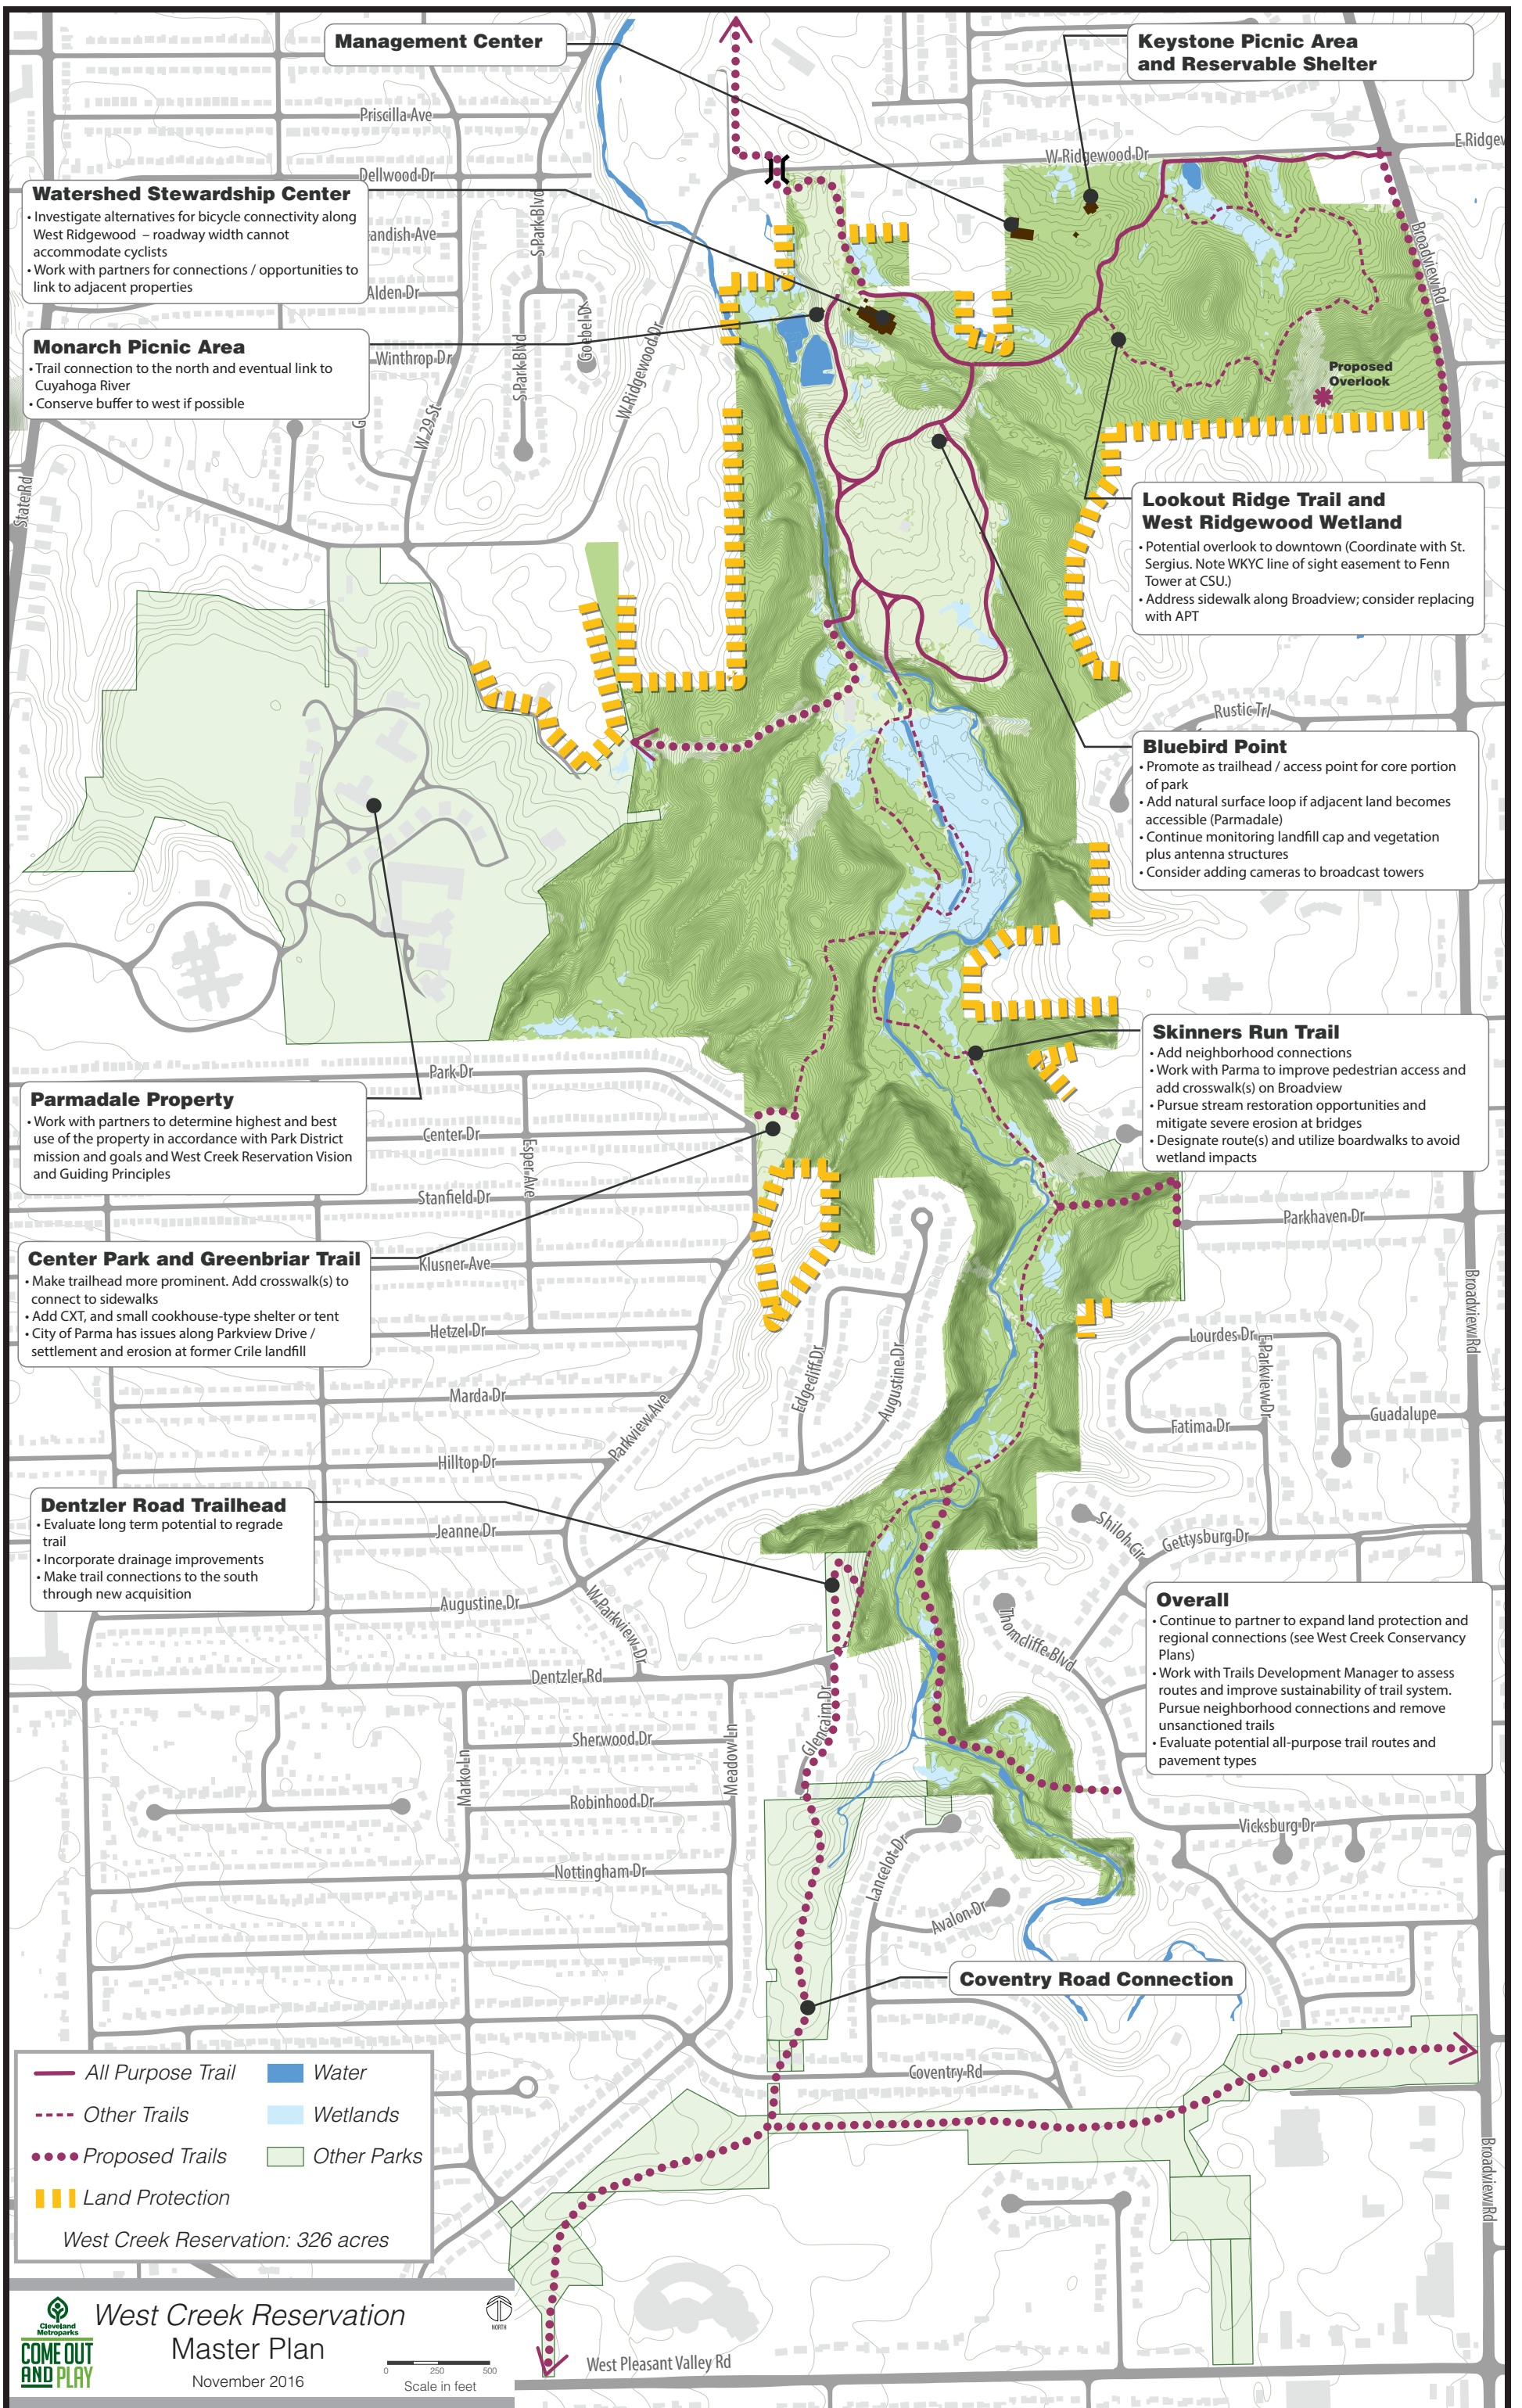 Management Center
Keystone Picnic Area
and Reservable Shelter
Priscilla Ave
E Ridgew
W Ridgewood Dr
Dellwood Dr
Watershed Stewardship Center
• Investigate alternatives for bicycle connectivity along
West Ridgewood – roadway width cannot
accommodate cyclists
• Work with partners for connections / opportunities to
link to adjacent properties
S Park Blvd
andish Ave
Alden Dr
Broadview Rd
Goebel Dr
W Ridgewood Dr
Monarch Picnic Area
• Trail connection to the north and eventual link to
Cuyahoga River
• Conserve buffer to west if possible
Winthrop Dr
S Park Blvd
W 29 St
G
Proposed
Overlook
State Rd
Lookout Ridge Trail and
West Ridgewood Wetland
• Potential overlook to downtown (Coordinate with St.
Sergius. Note WKYC line of sight easement to Fenn
Tower at CSU.)
• Address sidewalk along Broadview; consider replacing
with APT
Rustic Trl
Bluebird Point
• Promote as trailhead / access point for core portion
of park
• Add natural surface loop if adjacent land becomes
accessible (Parmadale)
• Continue monitoring landfill cap and vegetation
plus antenna structures
• Consider adding cameras to broadcast towers
Skinners Run Trail
• Add neighborhood connections
• Work with Parma to improve pedestrian access and
add crosswalk(s) on Broadview
• Pursue stream restoration opportunities and
mitigate severe erosion at bridges
• Designate route(s) and utilize boardwalks to avoid
wetland impacts
Park Dr
Parmadale Property
• Work with partners to determine highest and best
use of the property in accordance with Park District
mission and goals and West Creek Reservation Vision
and Guiding Principles
Center Dr
Esper Ave
Stanfield Dr
Parkhaven Dr
Center Park and Greenbriar Trail
• Make trailhead more prominent. Add crosswalk(s) to
connect to sidewalks
• Add CXT, and small cookhouse-type shelter or tent
• City of Parma has issues along Parkview Drive /
settlement and erosion at former Crile landfill
Klusner Ave
Hetzel Dr
Broadview Rd
Lourdes Dr
E Parkview Dr
Edgecliff Dr
Augustine Dr
Marda Dr
Parkview Ave
Fatima Dr
Guadalupe
Hilltop Dr
Dentzler Road Trailhead
• Evaluate long term potential to regrade
trail
• Incorporate drainage improvements
• Make trail connections to the south
through new acquisition
Jeanne Dr
Shiloh Cir
Gettysburg Dr
Augustine Dr
W Parkview Dr
Thorncliffe Blvd
Overall
• Continue to partner to expand land protection and
regional connections (see West Creek Conservancy
Plans)
• Work with Trails Development Manager to assess
routes and improve sustainability of trail system.
Pursue neighborhood connections and remove
unsanctioned trails
• Evaluate potential all-purpose trail routes and
pavement types
Dentzler Rd
Glencairn Dr
Sherwood Dr
Marko Ln
Meadow Ln
Robinhood Dr
Vicksburg Dr
Nottingham Dr
Lancelot Dr
Avalon Dr
Coventry Road Connection
Coventry Rd
All Purpose Trail
Water
Other Trails
Wetlands
Proposed Trails
Other Parks
Land Protection
West Creek Reservation: 326 acres
Broadview Rd
Cleveland
Metroparks
COME OUT
AND PLAY
West Creek Reservation
Master Plan
November 2016
NORTH
0 250 500
Scale in feet
West Pleasant Valley Rd